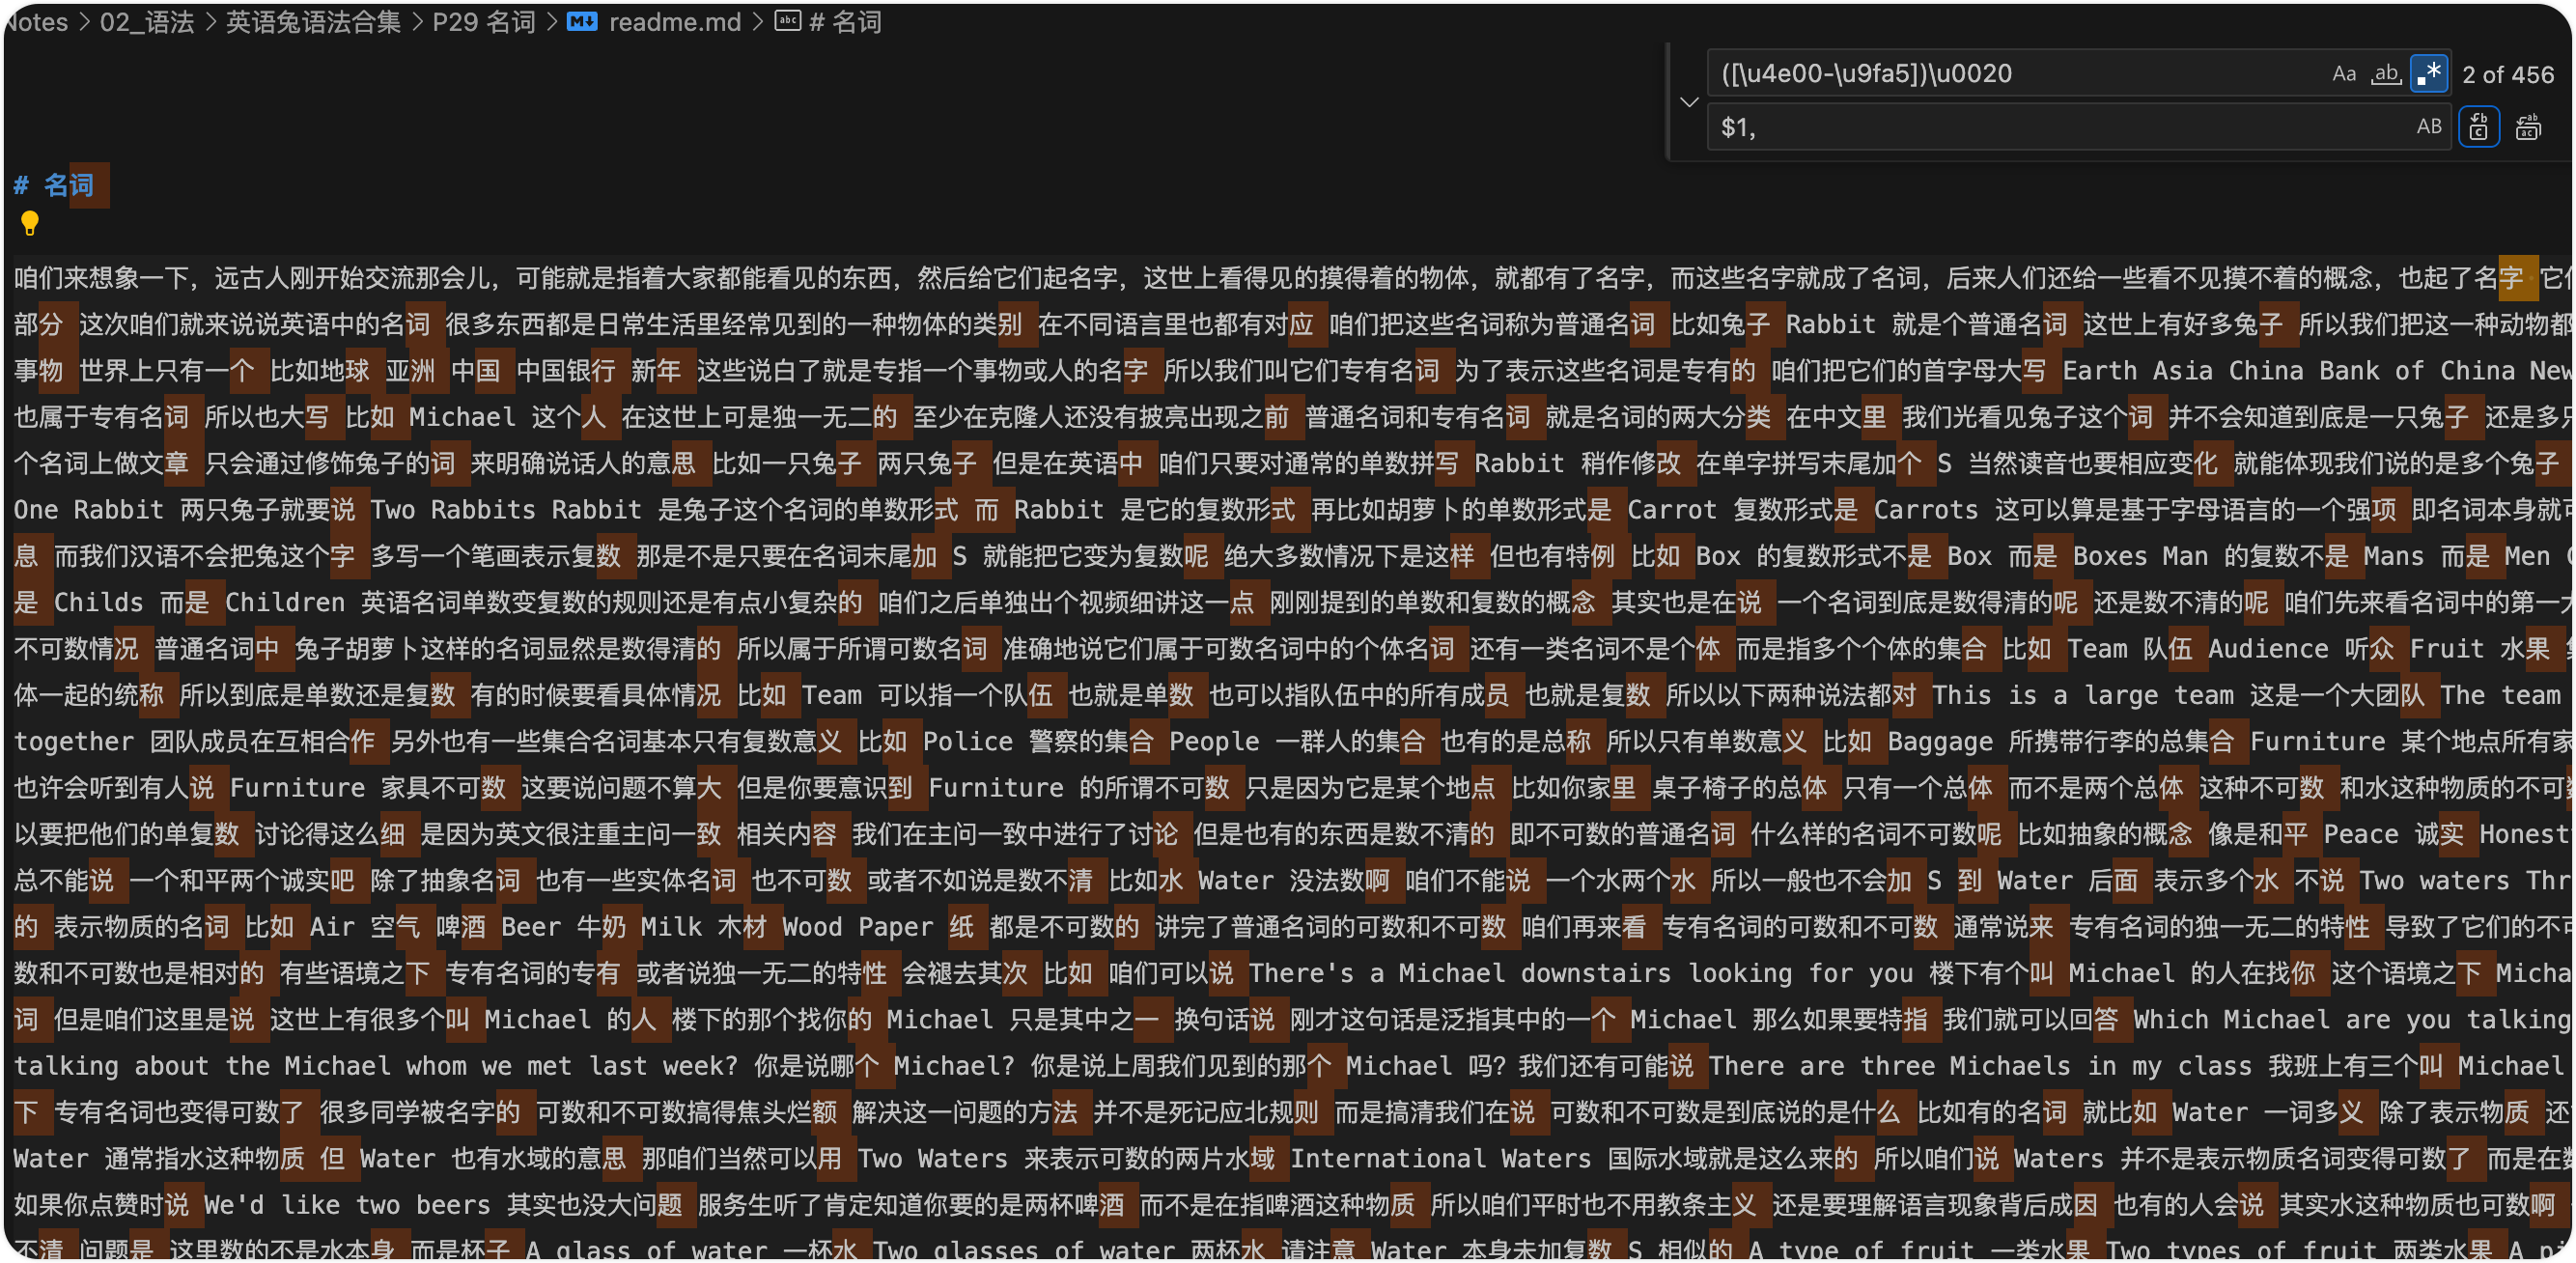 Notes > 02_语法 > 英语兔语法合集 > P29 名词 > readme.md > # 名词
([\u4e00-\u9fa5])\u0020 Aa ab .* 2 of 456
$1, AB
# 名词
咱们来想象一下，远古人刚开始交流那会儿，可能就是指着大家都能看见的东西，然后给它们起名字，这世上看得见的摸得着的物体，就都有了名字，而这些名字就成了名词，后来人们还给一些看不见摸不着的概念，也起了名字 它们
部分 这次咱们就来说说英语中的名词 很多东西都是日常生活里经常见到的一种物体的类别 在不同语言里也都有对应 咱们把这些名词称为普通名词 比如兔子 Rabbit 就是个普通名词 这世上有好多兔子 所以我们把这一种动物都
事物 世界上只有一个 比如地球 亚洲 中国 中国银行 新年 这些说白了就是专指一个事物或人的名字 所以我们叫它们专有名词 为了表示这些名词是专有的 咱们把它们的首字母大写 Earth Asia China Bank of China New
也属于专有名词 所以也大写 比如 Michael 这个人 在这世上可是独一无二的 至少在克隆人还没有披亮出现之前 普通名词和专有名词 就是名词的两大分类 在中文里 我们光看见兔子这个词 并不会知道到底是一只兔子 还是多只
个名词上做文章 只会通过修饰兔子的词 来明确说话人的意思 比如一只兔子 两只兔子 但是在英语中 咱们只要对通常的单数拼写 Rabbit 稍作修改 在单字拼写末尾加个 S 当然读音也要相应变化 就能体现我们说的是多个兔子
One Rabbit 两只兔子就要说 Two Rabbits Rabbit 是兔子这个名词的单数形式 而 Rabbit 是它的复数形式 再比如胡萝卜的单数形式是 Carrot 复数形式是 Carrots 这可以算是基于字母语言的一个强项 即名词本身就可
息 而我们汉语不会把兔这个字 多写一个笔画表示复数 那是不是只要在名词末尾加 S 就能把它变为复数呢 绝大多数情况下是这样 但也有特例 比如 Box 的复数形式不是 Box 而是 Boxes Man 的复数不是 Mans 而是 Men
是 Childs 而是 Children 英语名词单数变复数的规则还是有点小复杂的 咱们之后单独出个视频细讲这一点 刚刚提到的单数和复数的概念 其实也是在说 一个名词到底是数得清的呢 还是数不清的呢 咱们先来看名词中的第一大
不可数情况 普通名词中 兔子胡萝卜这样的名词显然是数得清的 所以属于所谓可数名词 准确地说它们属于可数名词中的个体名词 还有一类名词不是个体 而是指多个个体的集合 比如 Team 队伍 Audience 听众 Fruit 水果
体一起的统称 所以到底是单数还是复数 有的时候要看具体情况 比如 Team 可以指一个队伍 也就是单数 也可以指队伍中的所有成员 也就是复数 所以以下两种说法都对 This is a large team 这是一个大团队 The team
together 团队成员在互相合作 另外也有一些集合名词基本只有复数意义 比如 Police 警察的集合 People 一群人的集合 也有的是总称 所以只有单数意义 比如 Baggage 所携带行李的总集合 Furniture 某个地点所有家
也许会听到有人说 Furniture 家具不可数 这要说问题不算大 但是你要意识到 Furniture 的所谓不可数 只是因为它是某个地点 比如你家里 桌子椅子的总体 只有一个总体 而不是两个总体 这种不可数 和水这种物质的不可数
以要把他们的单复数 讨论得这么细 是因为英文很注重主问一致 相关内容 我们在主问一致中进行了讨论 但是也有的东西是数不清的 即不可数的普通名词 什么样的名词不可数呢 比如抽象的概念 像是和平 Peace 诚实 Honest
总不能说 一个和平两个诚实吧 除了抽象名词 也有一些实体名词 也不可数 或者不如说是数不清 比如水 Water 没法数啊 咱们不能说 一个水两个水 所以一般也不会加 S 到 Water 后面 表示多个水 不说 Two waters Thr
的 表示物质的名词 比如 Air 空气 啤酒 Beer 牛奶 Milk 木材 Wood Paper 纸 都是不可数的 讲完了普通名词的可数和不可数 咱们再来看 专有名词的可数和不可数 通常说来 专有名词的独一无二的特性 导致了它们的不可
数和不可数也是相对的 有些语境之下 专有名词的专有 或者说独一无二的特性 会褪去其次 比如 咱们可以说 There's a Michael downstairs looking for you 楼下有个叫 Michael 的人在找你 这个语境之下 Micha
词 但是咱们这里是说 这世上有很多个叫 Michael 的人 楼下的那个找你的 Michael 只是其中之一 换句话说 刚才这句话是泛指其中的一个 Michael 那么如果要特指 我们就可以回答 Which Michael are you talking
talking about the Michael whom we met last week? 你是说哪个 Michael? 你是说上周我们见到的那个 Michael 吗? 我们还有可能说 There are three Michaels in my class 我班上有三个叫 Michael
下 专有名词也变得可数了 很多同学被名字的 可数和不可数搞得焦头烂额 解决这一问题的方法 并不是死记应北规则 而是搞清我们在说 可数和不可数是到底说的是什么 比如有的名词 就比如 Water 一词多义 除了表示物质 还
Water 通常指水这种物质 但 Water 也有水域的意思 那咱们当然可以用 Two Waters 来表示可数的两片水域 International Waters 国际水域就是这么来的 所以咱们说 Waters 并不是表示物质名词变得可数了 而是在数
如果你点赞时说 We'd like two beers 其实也没大问题 服务生听了肯定知道你要的是两杯啤酒 而不是在指啤酒这种物质 所以咱们平时也不用教条主义 还是要理解语言现象背后成因 也有的人会说 其实水这种物质也可数啊
不清 问题是 这里数的不是水本身 而是杯子 A glass of water 一杯水 Two glasses of water 两杯水 请注意 Water 本身未加复数 S 相似的 A type of fruit 一类水果 Two types of fruit 两类水果 A pi